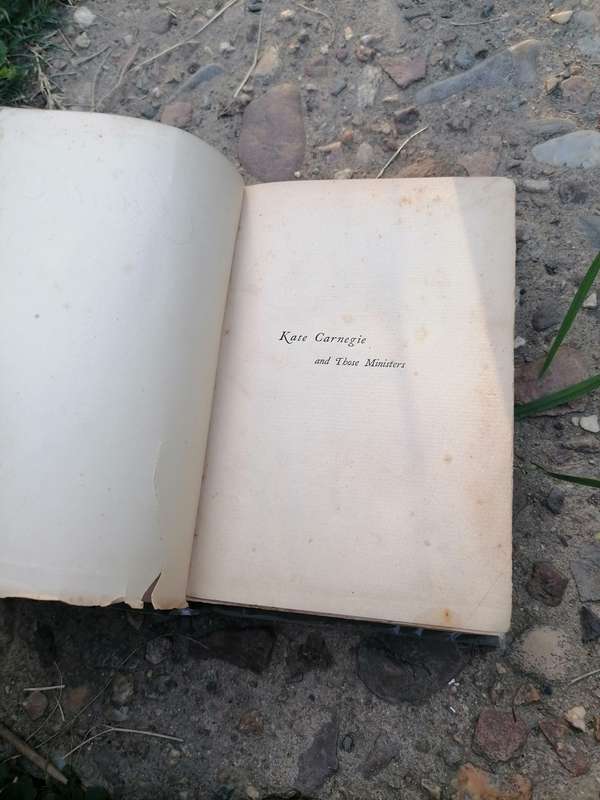 Kate Carnegie
and Those Ministers